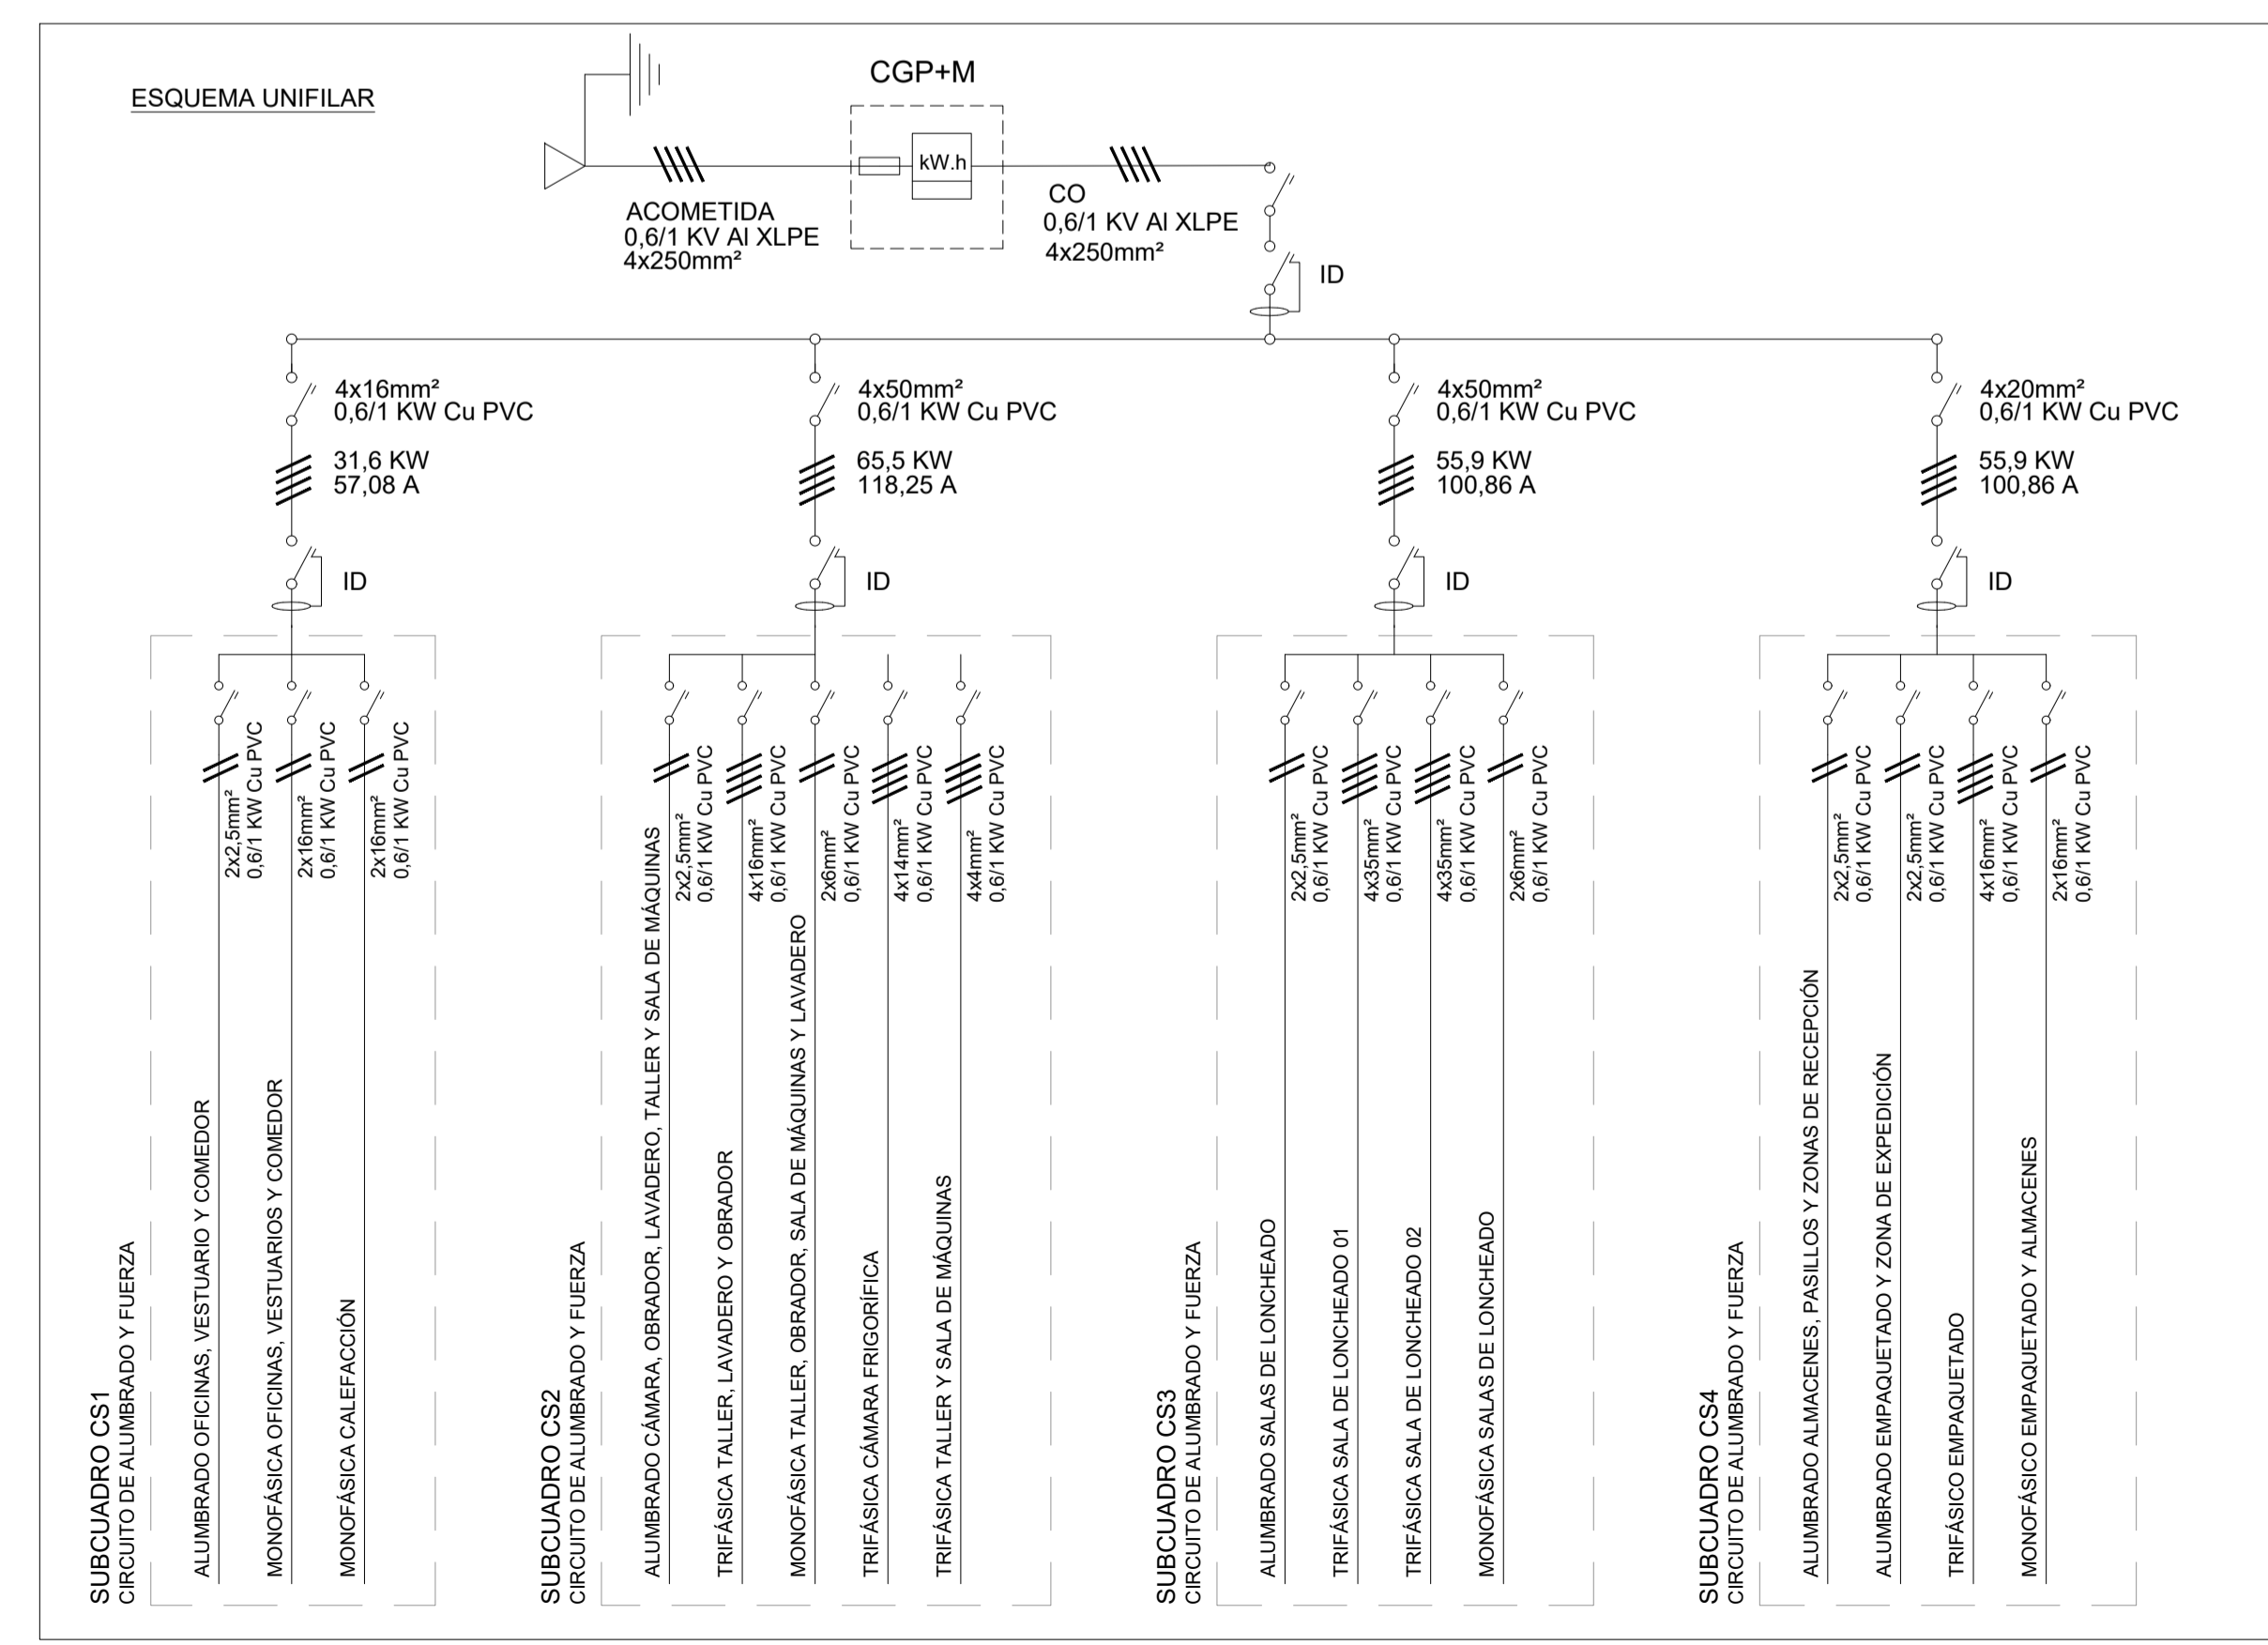 ESQUEMA UNIFILAR
CGP+M
kW.h
ACOMETIDA
0,6/1 KV Al XLPE
4x250mm²
CO
0,6/1 KV Al XLPE
4x250mm²
ID
4x16mm²
0,6/1 KW Cu PVC
31,6 KW
57,08 A
ID
4x50mm²
0,6/1 KW Cu PVC
65,5 KW
118,25 A
ID
4x50mm²
0,6/1 KW Cu PVC
55,9 KW
100,86 A
ID
4x20mm²
0,6/1 KW Cu PVC
55,9 KW
100,86 A
ID
SUBCUADRO CS1
CIRCUITO DE ALUMBRADO Y FUERZA
ALUMBRADO OFICINAS, VESTUARIO Y COMEDOR
2x2,5mm²
0,6/1 KW Cu PVC
MONOFÁSICA OFICINAS, VESTUARIOS Y COMEDOR
2x16mm²
0,6/1 KW Cu PVC
MONOFÁSICA CALEFACCIÓN
2x16mm²
0,6/1 KW Cu PVC
SUBCUADRO CS2
CIRCUITO DE ALUMBRADO Y FUERZA
ALUMBRADO CÁMARA, OBRADOR, LAVADERO, TALLER Y SALA DE MÁQUINAS
2x2,5mm²
0,6/1 KW Cu PVC
TRIFÁSICA TALLER, LAVADERO Y OBRADOR
4x16mm²
0,6/1 KW Cu PVC
MONOFÁSICA TALLER, OBRADOR, SALA DE MÁQUINAS Y LAVADERO
2x6mm²
0,6/1 KW Cu PVC
TRIFÁSICA CÁMARA FRIGORÍFICA
4x14mm²
0,6/1 KW Cu PVC
TRIFÁSICA TALLER Y SALA DE MÁQUINAS
4x4mm²
0,6/1 KW Cu PVC
SUBCUADRO CS3
CIRCUITO DE ALUMBRADO Y FUERZA
ALUMBRADO SALAS DE LONCHEADO
2x2,5mm²
0,6/1 KW Cu PVC
TRIFÁSICA SALA DE LONCHEADO 01
4x35mm²
0,6/1 KW Cu PVC
TRIFÁSICA SALA DE LONCHEADO 02
4x35mm²
0,6/1 KW Cu PVC
MONOFÁSICA SALAS DE LONCHEADO
2x6mm²
0,6/1 KW Cu PVC
SUBCUADRO CS4
CIRCUITO DE ALUMBRADO Y FUERZA
ALUMBRADO ALMACENES, PASILLOS Y ZONAS DE RECEPCIÓN
2x2,5mm²
0,6/1 KW Cu PVC
ALUMBRADO EMPAQUETADO Y ZONA DE EXPEDICIÓN
2x2,5mm²
0,6/1 KW Cu PVC
TRIFÁSICO EMPAQUETADO
4x16mm²
0,6/1 KW Cu PVC
MONOFÁSICO EMPAQUETADO Y ALMACENES
2x16mm²
0,6/1 KW Cu PVC